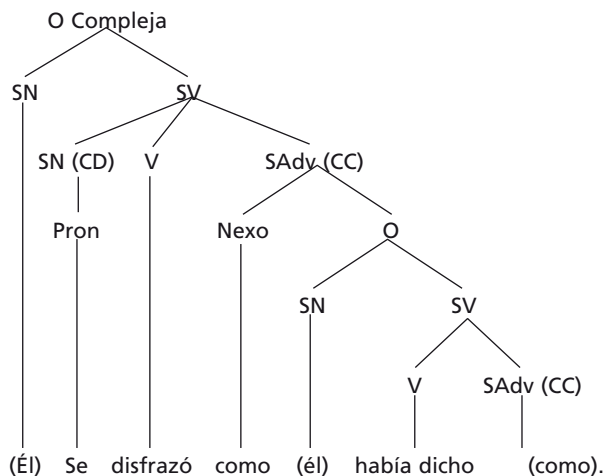 O Compleja
SN SV
SN (CD) V SAdv (CC)
Pron Nexo O
SN SV
V SAdv (CC)
(Él) Se disfrazó como (él) había dicho (como).